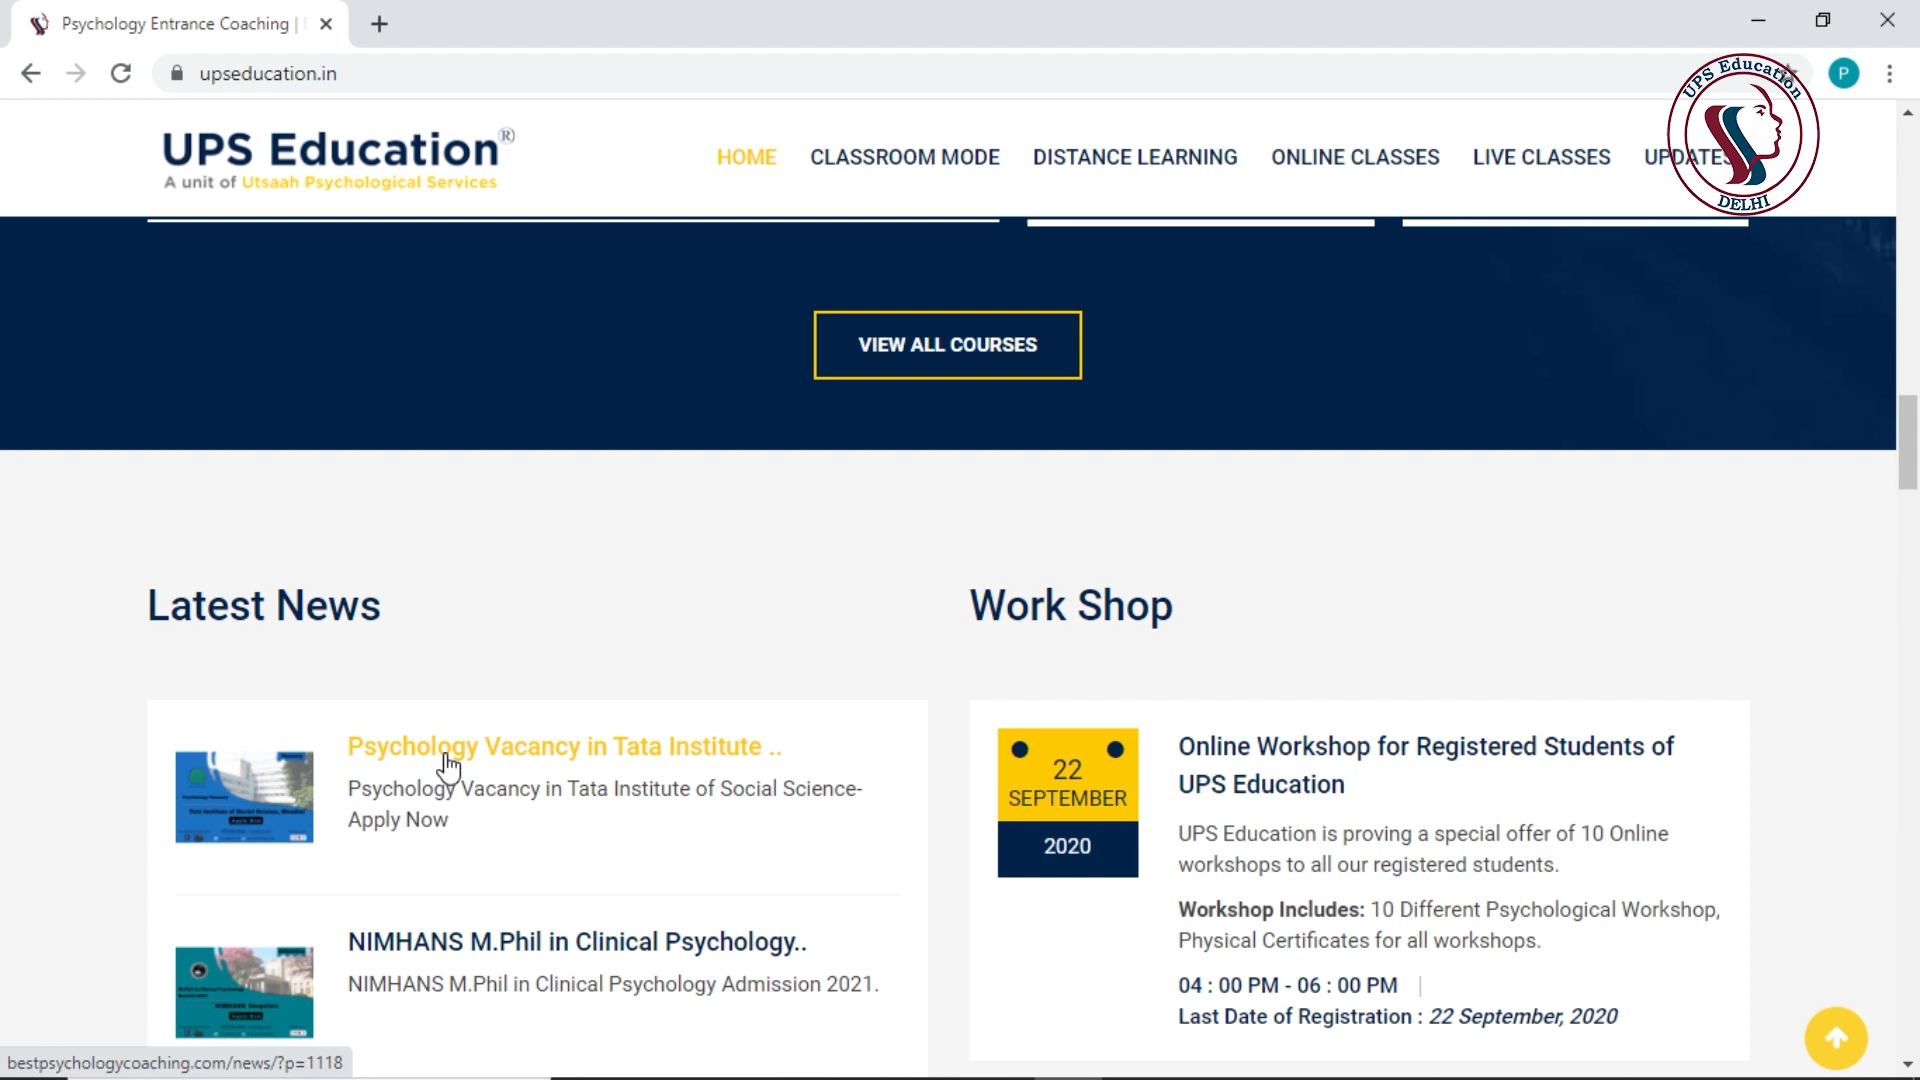 Psychology Entrance Coaching |
upseducation.in
P
UPS Education
DELHI
UPS Education®
A unit of Utsaah Psychological Services
HOME
CLASSROOM MODE
DISTANCE LEARNING
ONLINE CLASSES
LIVE CLASSES
UPDATES
VIEW ALL COURSES
Latest News
Psychology Vacancy in Tata Institute ..
Psychology Vacancy in Tata Institute of Social Science-
Apply Now
NIMHANS M.Phil in Clinical Psychology..
NIMHANS M.Phil in Clinical Psychology Admission 2021.
Work Shop
22
SEPTEMBER
2020
Online Workshop for Registered Students of
UPS Education
UPS Education is proving a special offer of 10 Online
workshops to all our registered students.
Workshop Includes: 10 Different Psychological Workshop,
Physical Certificates for all workshops.
04 : 00 PM - 06 : 00 PM
Last Date of Registration : 22 September, 2020
bestpsychologycoaching.com/news/?p=1118